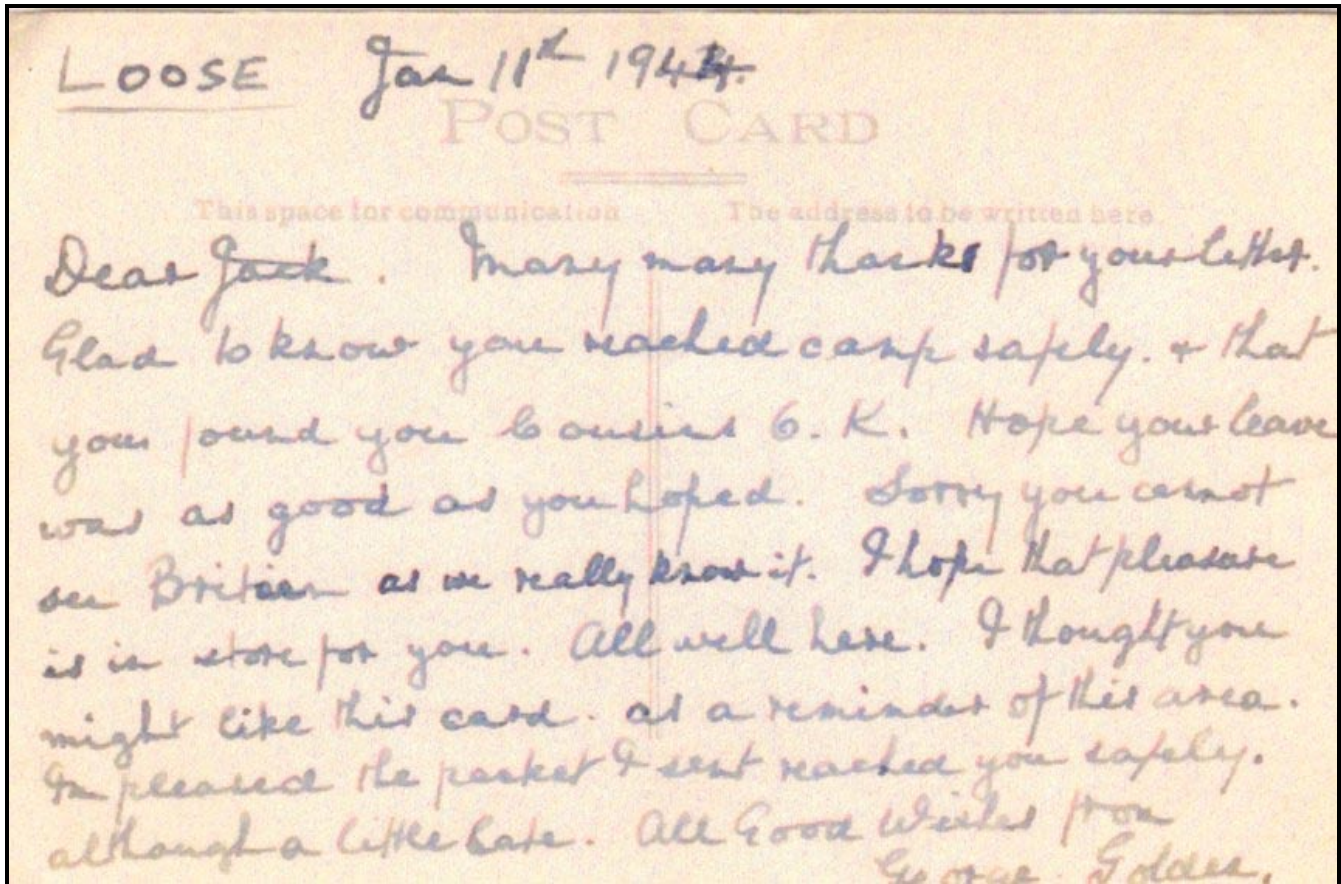 LOOSE Jan 11th 1944.
POST CARD
This space for communication The address to be written here
Dear Jack. Many many thanks for your letter.
Glad to know you reached camp safely. & that
you found you Cousins O.K. Hope your leave
was as good as you hoped. Sorry you cannot
see Britain as we really know it. I hope that pleasure
is in store for you. All well here. I thought you
might like this card. as a reminder of this area.
Im pleased the packet I sent reached you safely.
although a little late. All Good Wishes from
George